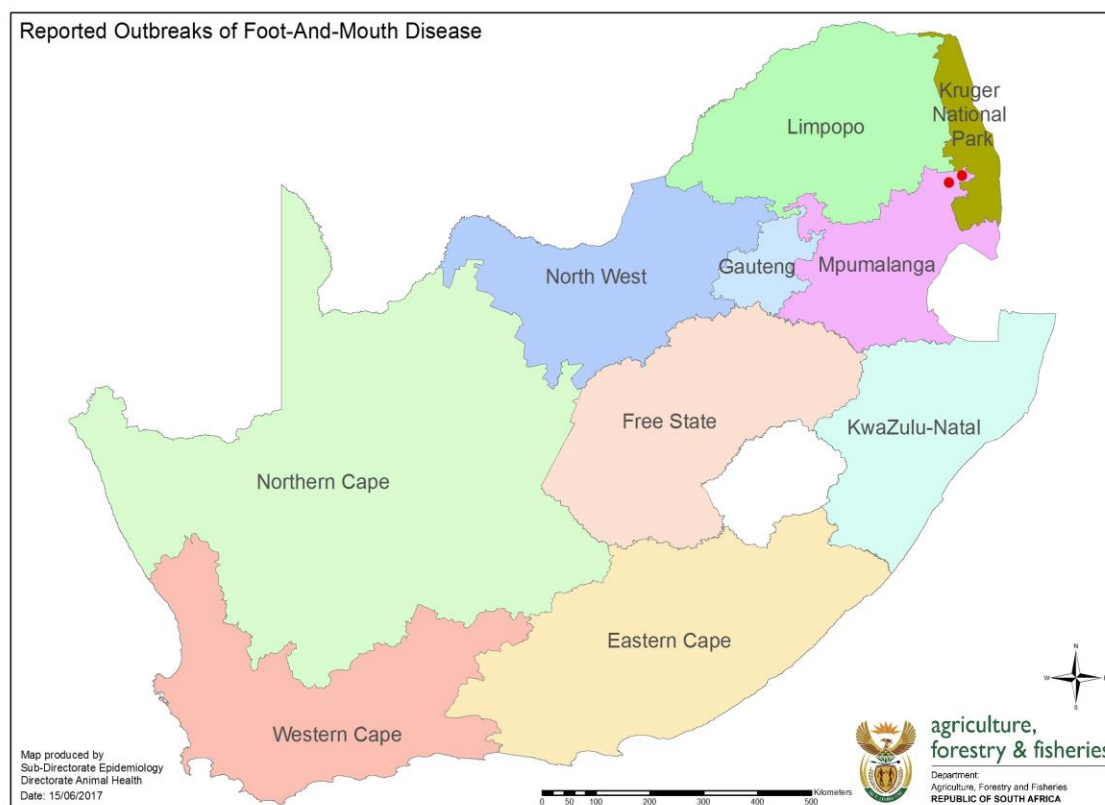 Reported Outbreaks of Foot-And-Mouth Disease
Kruger
National
Park
Limpopo
North West
Gauteng
Mpumalanga
Free State
KwaZulu-Natal
Northern Cape
Eastern Cape
Western Cape
N
W
S
agriculture,
forestry & fisheries
Department:
Agriculture, Forestry and Fisheries
REPUBLIC OF SOUTH AFRICA
Map produced by
Sub-Directorate Epidemiology
Directorate Animal Health
Date: 15/06/2017
Kilometers
0 50 100 200 300 400 500